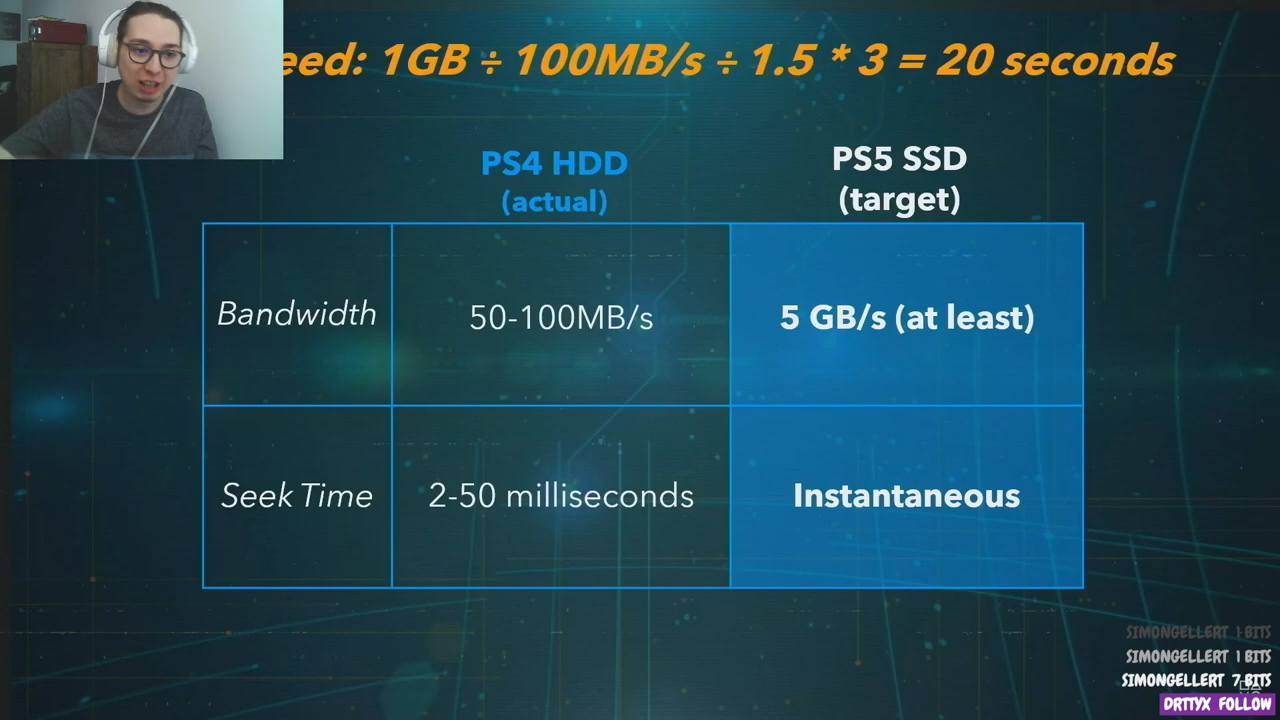 eed: 1GB ÷ 100MB/s ÷ 1.5 * 3 = 20 seconds
PS4 HDD
(actual)
PS5 SSD
(target)
Bandwidth
50-100MB/s
5 GB/s (at least)
Seek Time
2-50 milliseconds
Instantaneous
SIMONGELLERT 1 BITS
SIMONGELLERT 1 BITS
SIMONGELLERT 7 BITS
DRTTYX FOLLOW